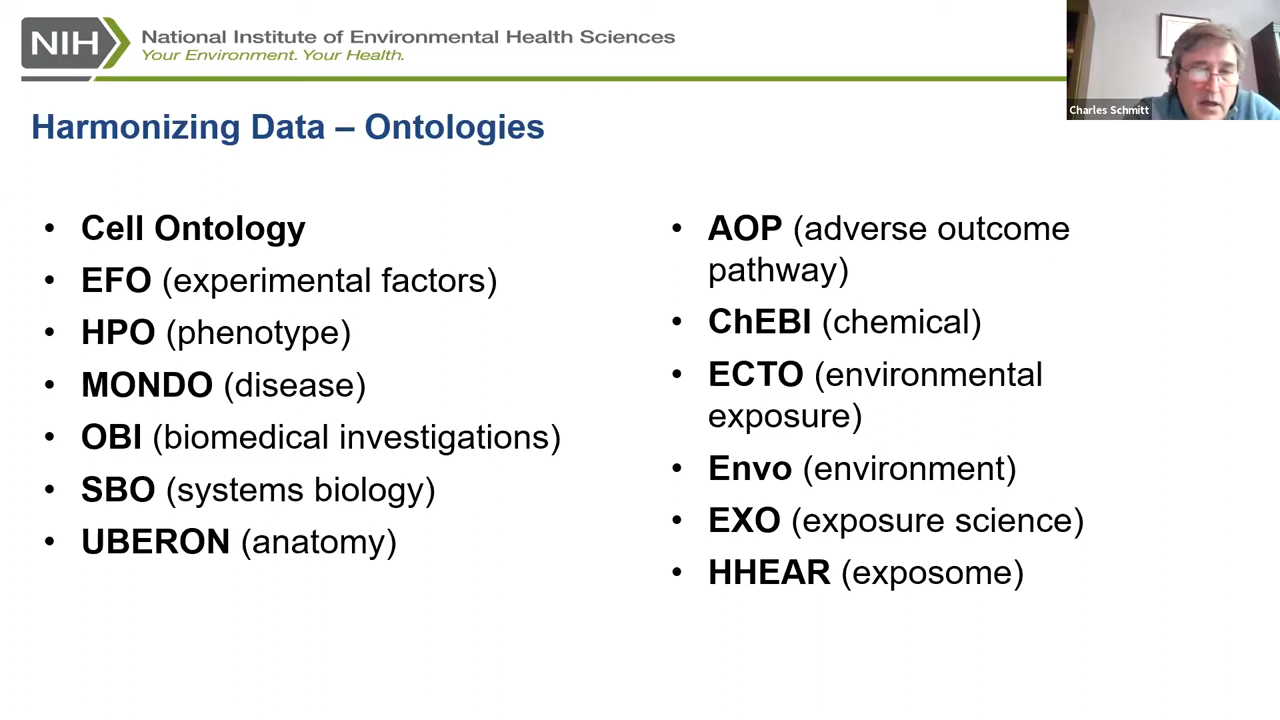 NIH
National Institute of Environmental Health Sciences
Your Environment. Your Health.
Charles Schmitt
Harmonizing Data – Ontologies
• Cell Ontology
• EFO (experimental factors)
• HPO (phenotype)
• MONDO (disease)
• OBI (biomedical investigations)
• SBO (systems biology)
• UBERON (anatomy)
• AOP (adverse outcome
pathway)
• ChEBI (chemical)
• ECTO (environmental
exposure)
• Envo (environment)
• EXO (exposure science)
• HHEAR (exposome)